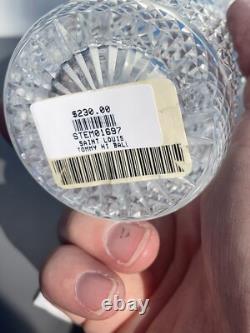 $230.00
STEM01697
SAINT LOUIS
TOMMY HI BALL